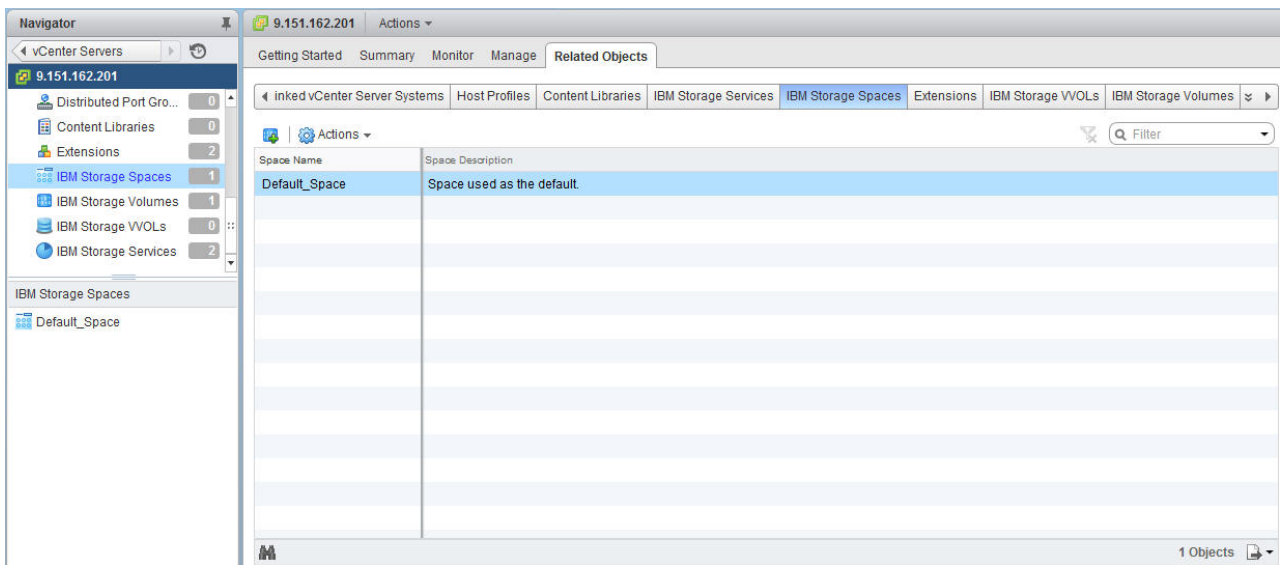 Navigator
vCenter Servers
9.151.162.201
Distributed Port Gro... 0
Content Libraries 0
Extensions 2
IBM Storage Spaces 1
IBM Storage Volumes 1
IBM Storage VVOLs 0
IBM Storage Services 2
IBM Storage Spaces
Default_Space
9.151.162.201 Actions
Getting Started Summary Monitor Manage Related Objects
inked vCenter Server Systems Host Profiles Content Libraries IBM Storage Services IBM Storage Spaces Extensions IBM Storage VVOLs IBM Storage Volumes
Actions Filter
Space Name Space Description
Default_Space Space used as the default.
1 Objects